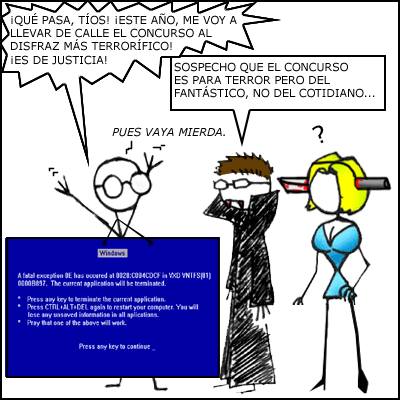 ¡QUÉ PASA, TÍOS! ¡ESTE AÑO, ME VOY A
LLEVAR DE CALLE EL CONCURSO AL
DISFRAZ MÁS TERRORÍFICO!
¡ES DE JUSTICIA!
SOSPECHO QUE EL CONCURSO
ES PARA TERROR PERO DEL
FANTÁSTICO, NO DEL COTIDIANO...
PUES VAYA MIERDA.
?
Windows
A fatal exception 0E has occured at 0028:C004C0CF in VXD VNTFS(01)
0000B897. The current application will be terminated.
* Press any key to terminate the current application.
* Press CTRL+ALT+DEL again to restart your computer. You will
lose any unsaved information in all aplications.
* Pray that one of the above will work.
Press any key to continue _